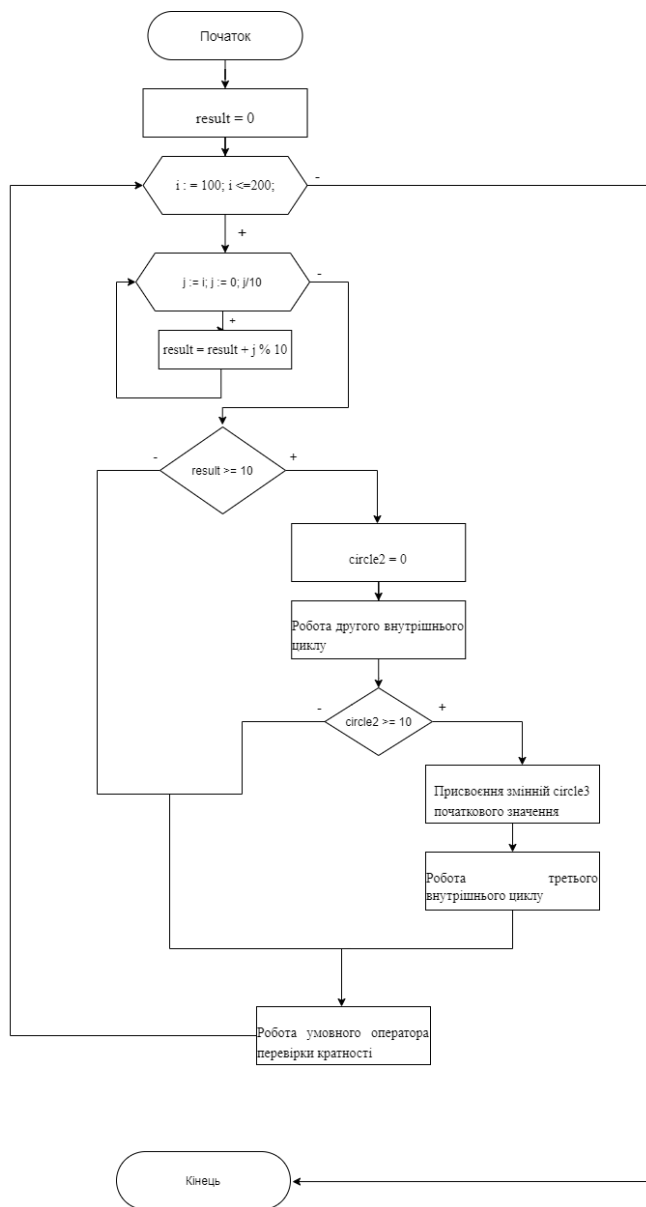 Початок
result = 0
i : = 100; i <=200;
-
+
j := i; j := 0; j/10
-
+
result = result + j % 10
-
result >= 10
+
circle2 = 0
Робота другого внутрішнього
циклу
-
circle2 >= 10
+
Присвоєння змінній circle3
початкового значення
Робота третього
внутрішнього циклу
Робота умовного оператора
перевірки кратності
Кінець